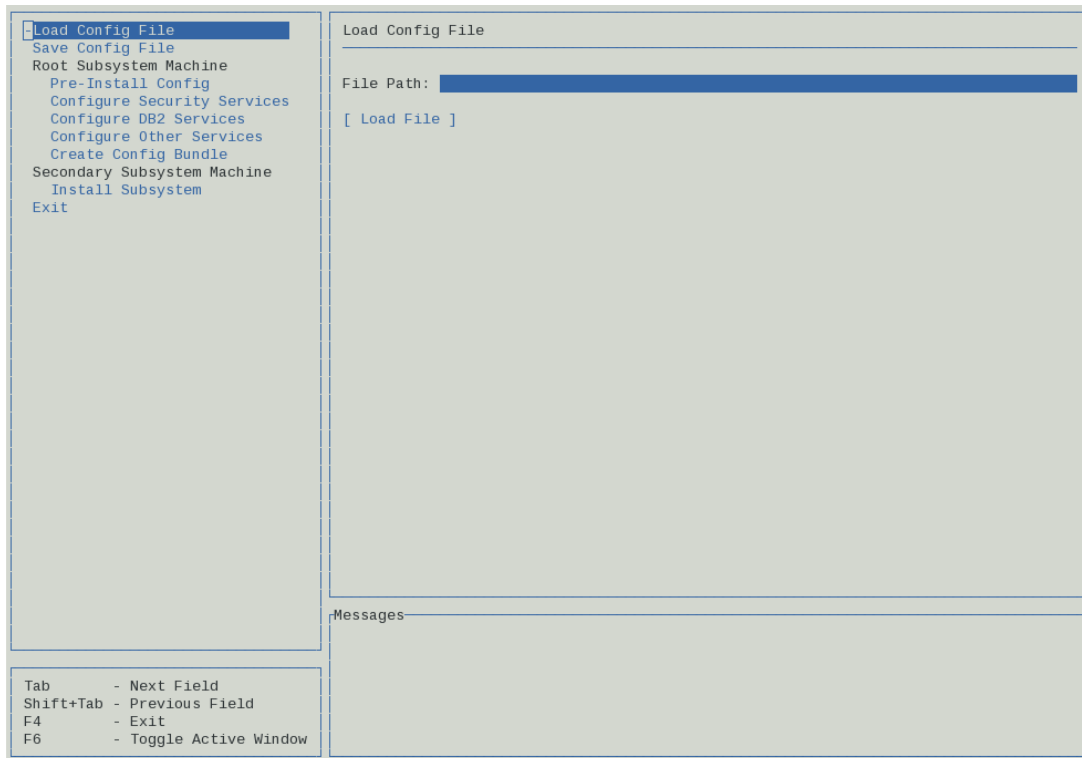 -Load Config File
Save Config File
Root Subsystem Machine
Pre-Install Config
Configure Security Services
Configure DB2 Services
Configure Other Services
Create Config Bundle
Secondary Subsystem Machine
Install Subsystem
Exit
Load Config File
File Path:
[ Load File ]
Messages
Tab - Next Field
Shift+Tab - Previous Field
F4 - Exit
F6 - Toggle Active Window